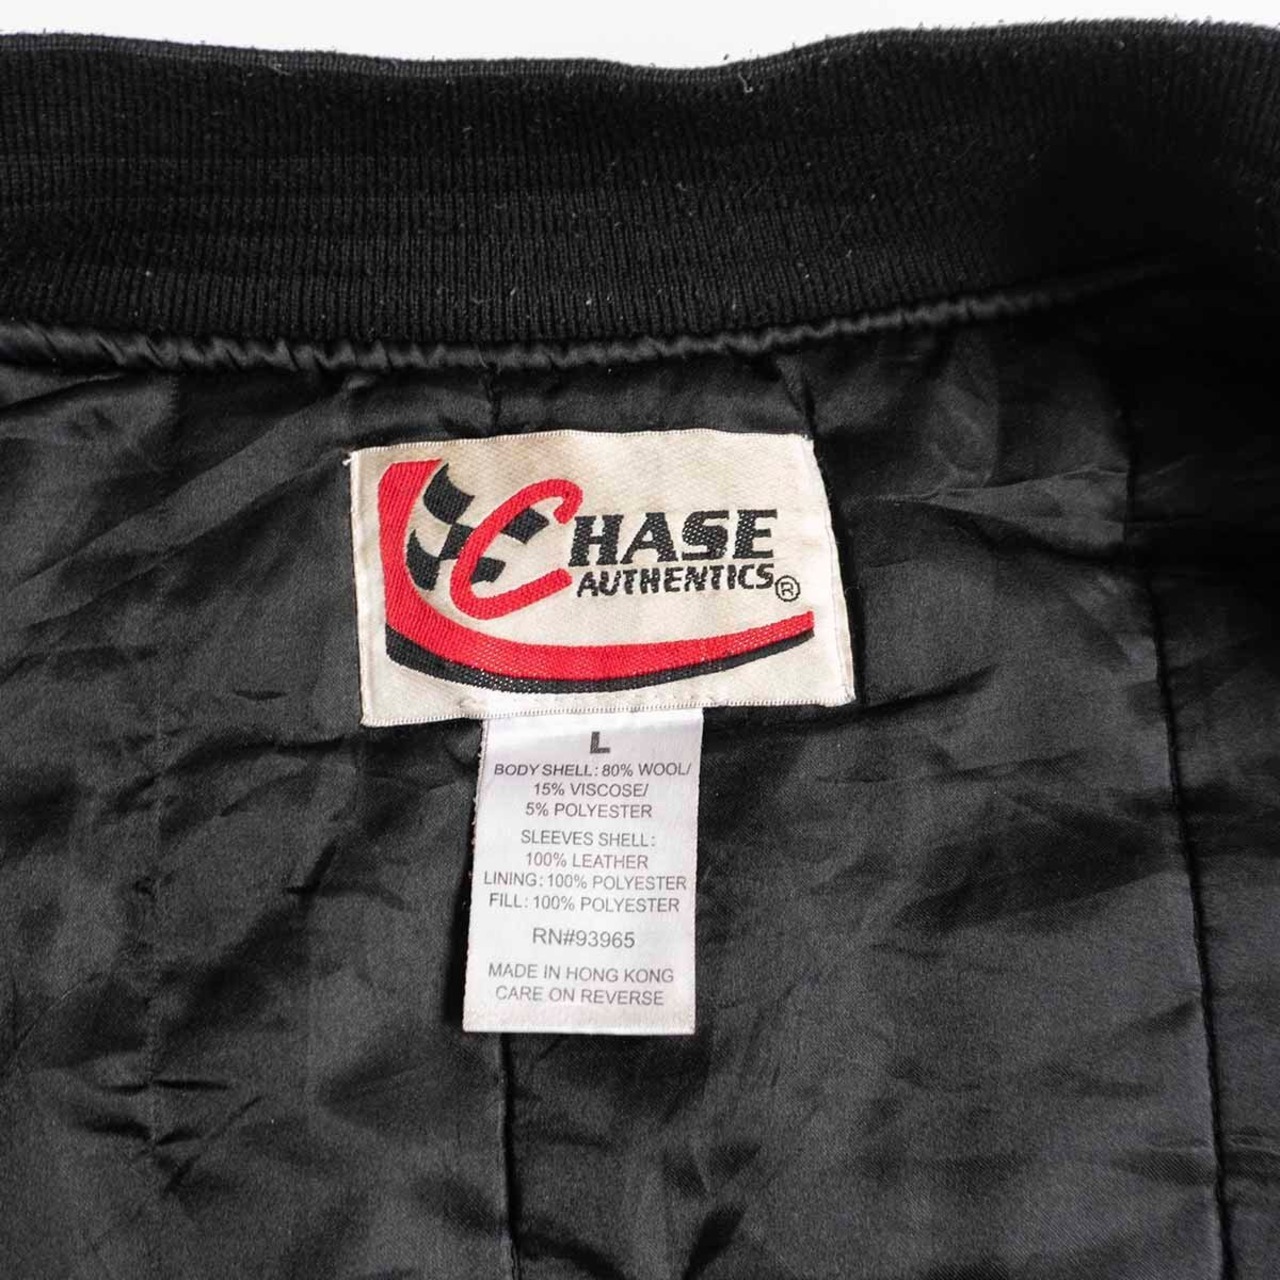 CHASE
AUTHENTICS®
L
BODY SHELL: 80% WOOL/
15% VISCOSE/
5% POLYESTER
SLEEVES SHELL:
100% LEATHER
LINING: 100% POLYESTER
FILL: 100% POLYESTER
RN#93965
MADE IN HONG KONG
CARE ON REVERSE